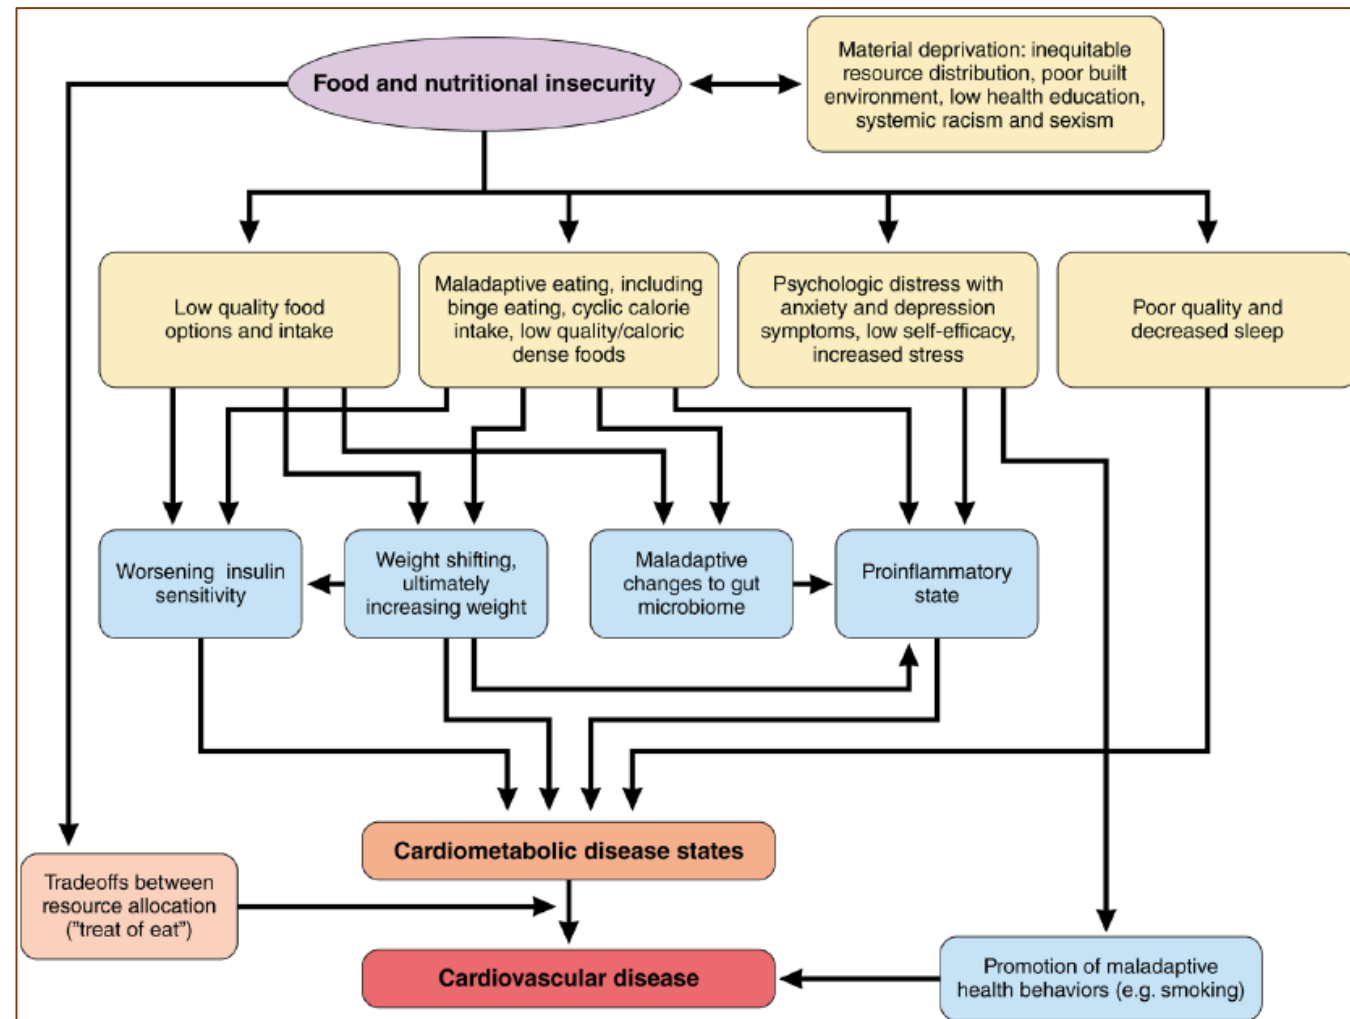 Food and nutritional insecurity
Material deprivation: inequitable
resource distribution, poor built
environment, low health education,
systemic racism and sexism
Low quality food
options and intake
Maladaptive eating, including
binge eating, cyclic calorie
intake, low quality/caloric
dense foods
Psychologic distress with
anxiety and depression
symptoms, low self-efficacy,
increased stress
Poor quality and
decreased sleep
Worsening insulin
sensitivity
Weight shifting,
ultimately
increasing weight
Maladaptive
changes to gut
microbiome
Proinflammatory
state
Cardiometabolic disease states
Tradeoffs between
resource allocation
("treat of eat")
Cardiovascular disease
Promotion of maladaptive
health behaviors (e.g. smoking)